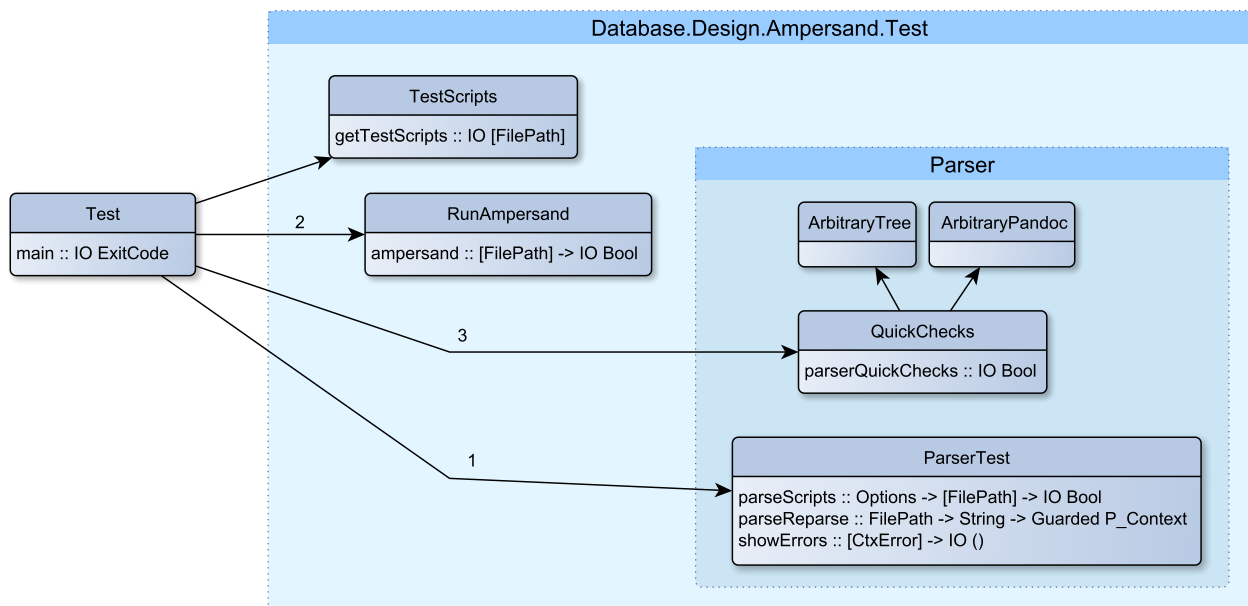 Database.Design.Ampersand.Test
TestScripts
getTestScripts :: IO [FilePath]
Parser
Test
main :: IO ExitCode
2
RunAmpersand
ampersand :: [FilePath] -> IO Bool
ArbitraryTree
ArbitraryPandoc
3
QuickChecks
parserQuickChecks :: IO Bool
1
ParserTest
parseScripts :: Options -> [FilePath] -> IO Bool
parseReparse :: FilePath -> String -> Guarded P_Context
showErrors :: [CtxError] -> IO ()